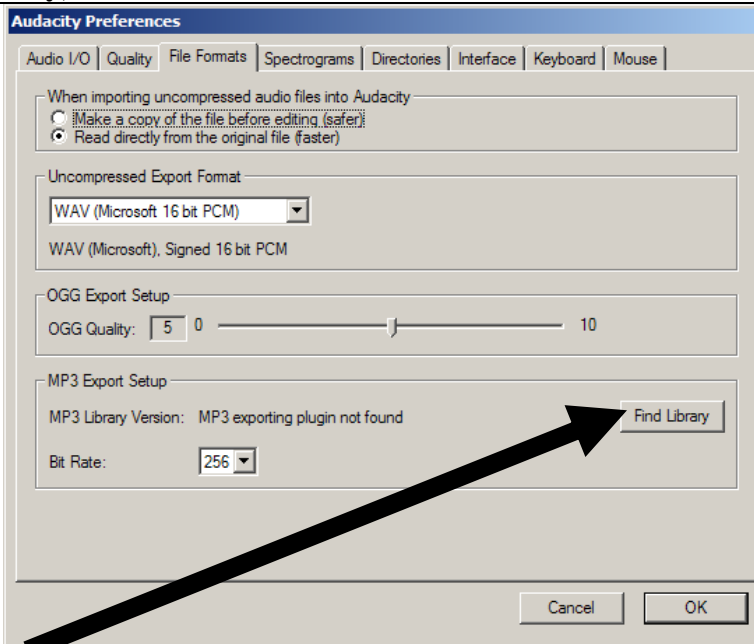 Audacity Preferences
Audio I/O Quality File Formats Spectrograms Directories Interface Keyboard Mouse
When importing uncompressed audio files into Audacity
Make a copy of the file before editing (safer)
Read directly from the original file (faster)
Uncompressed Export Format
WAV (Microsoft 16 bit PCM)
WAV (Microsoft), Signed 16 bit PCM
OGG Export Setup
OGG Quality: 5 0 10
MP3 Export Setup
MP3 Library Version: MP3 exporting plugin not found Find Library
Bit Rate: 256
Cancel OK